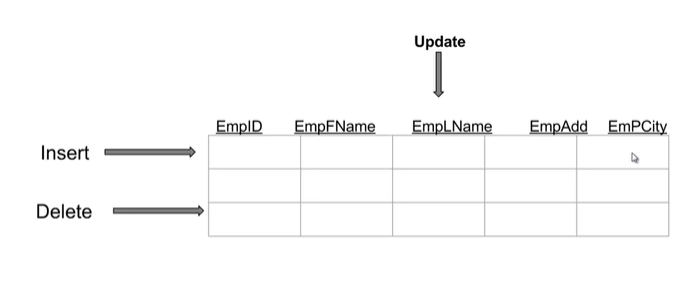 Update
EmpID EmpFName EmpLName EmpAdd EmPCity
Insert
Delete